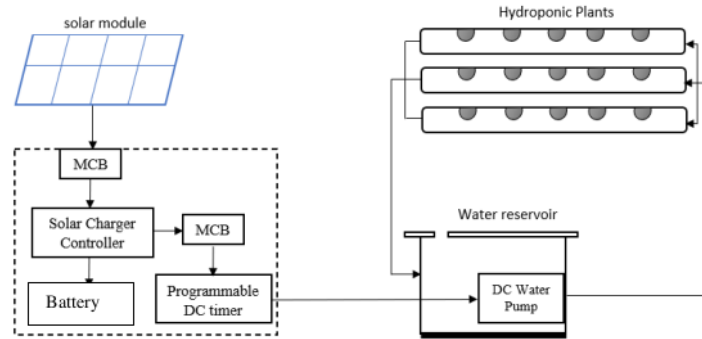 solar module
Hydroponic Plants
MCB
Solar Charger
Controller
MCB
Battery
Programmable
DC timer
Water reservoir
DC Water
Pump